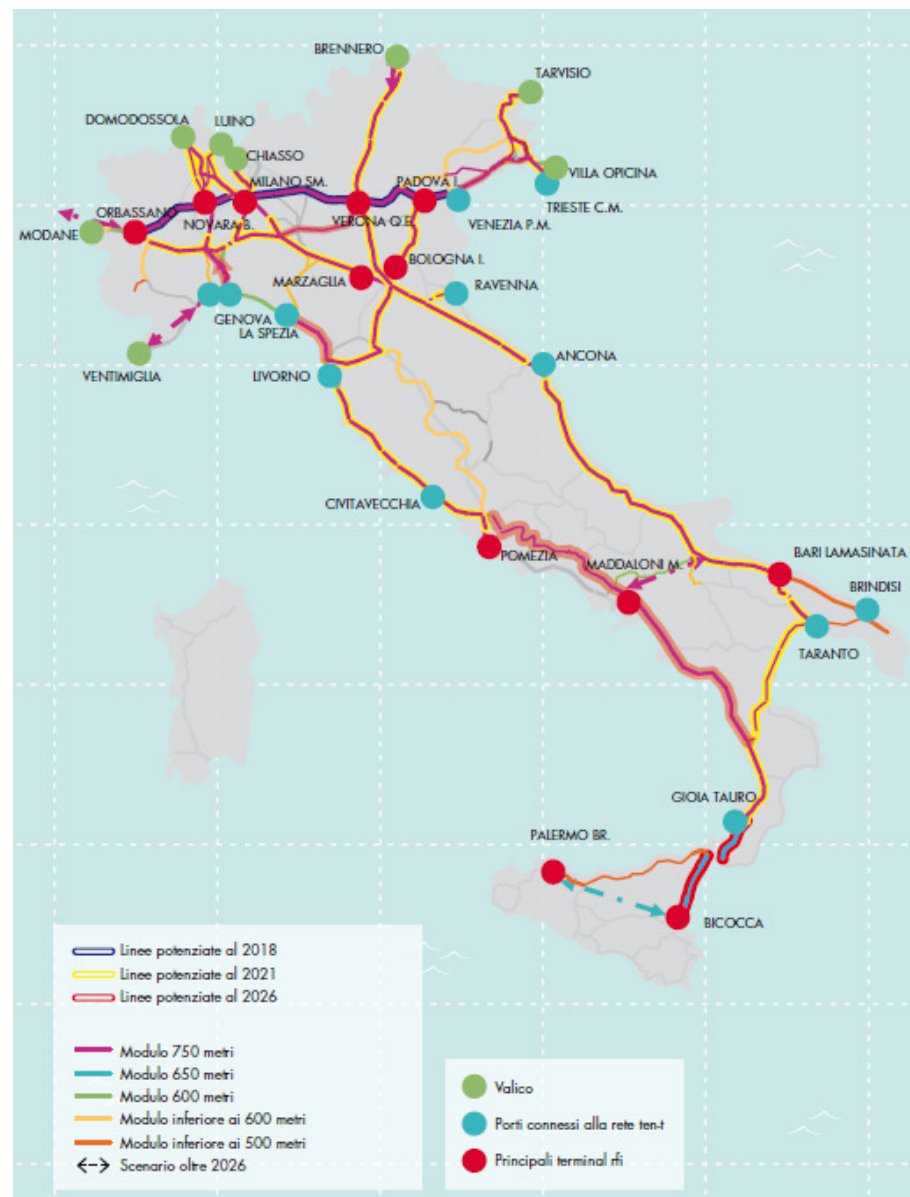 BRENNERO
TARVISIO
DOMODOSSOLA
LUINO
CHIASSO
MILANO SM.
PADOVA I.
VILLA OPICINA
ORBASSANO
TRIESTE C.M.
MODANE
NOVARA B.
VERONA Q.E.
VENEZIA P.M.
BOLOGNA I.
MARZAGLIA
RAVENNA
GENOVA
LA SPEZIA
VENTIMIGLIA
LIVORNO
ANCONA
CIVITAVECCHIA
POMEZIA
MADDALONI M.
BARI LAMASINATA
BRINDISI
TARANTO
GIOIA TAURO
PALERMO BR.
BICOCCA
Linee potenziate al 2018
Linee potenziate al 2021
Linee potenziate al 2026
Modulo 750 metri
Modulo 650 metri
Modulo 600 metri
Modulo inferiore ai 600 metri
Modulo inferiore ai 500 metri
Scenario oltre 2026
Valico
Porti connessi alla rete ten-t
Principali terminal rfi